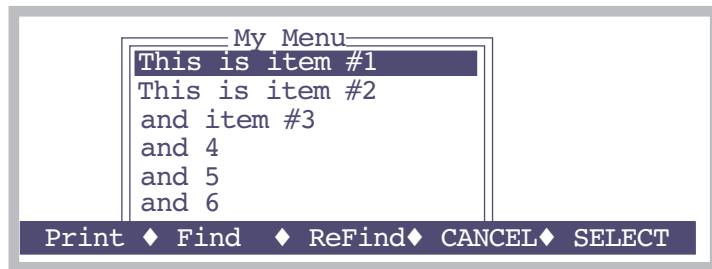 My Menu
This is item #1
This is item #2
and item #3
and 4
and 5
and 6
Print ♦ Find ♦ ReFind♦ CANCEL♦ SELECT